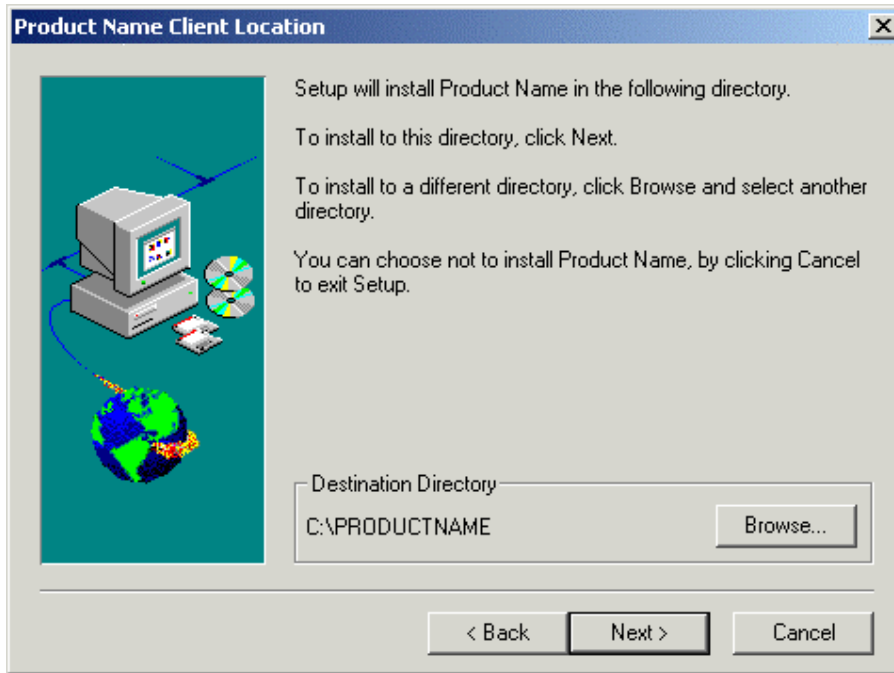 Product Name Client Location
Setup will install Product Name in the following directory.
To install to this directory, click Next.
To install to a different directory, click Browse and select another
directory.
You can choose not to install Product Name, by clicking Cancel
to exit Setup.
Destination Directory
C:\PRODUCTNAME
Browse...
< Back
Next >
Cancel